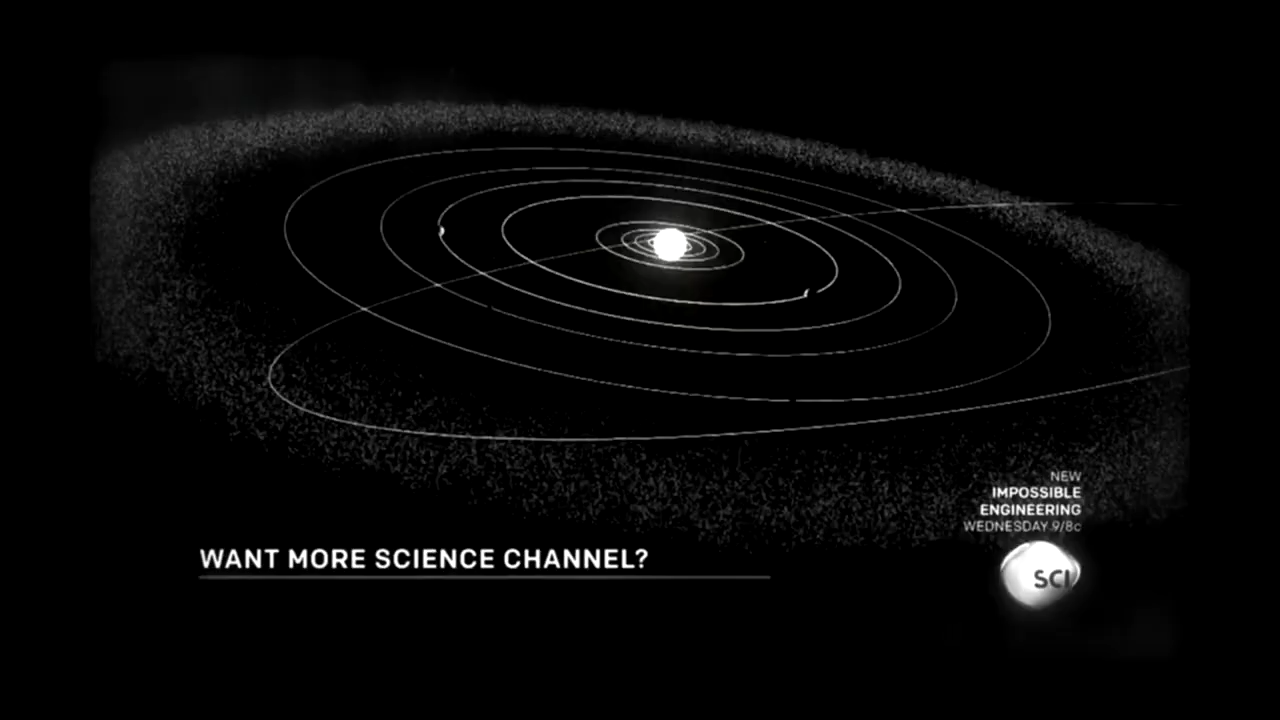 NEW
IMPOSSIBLE
ENGINEERING
WEDNESDAY 9/8c
WANT MORE SCIENCE CHANNEL?
SCI